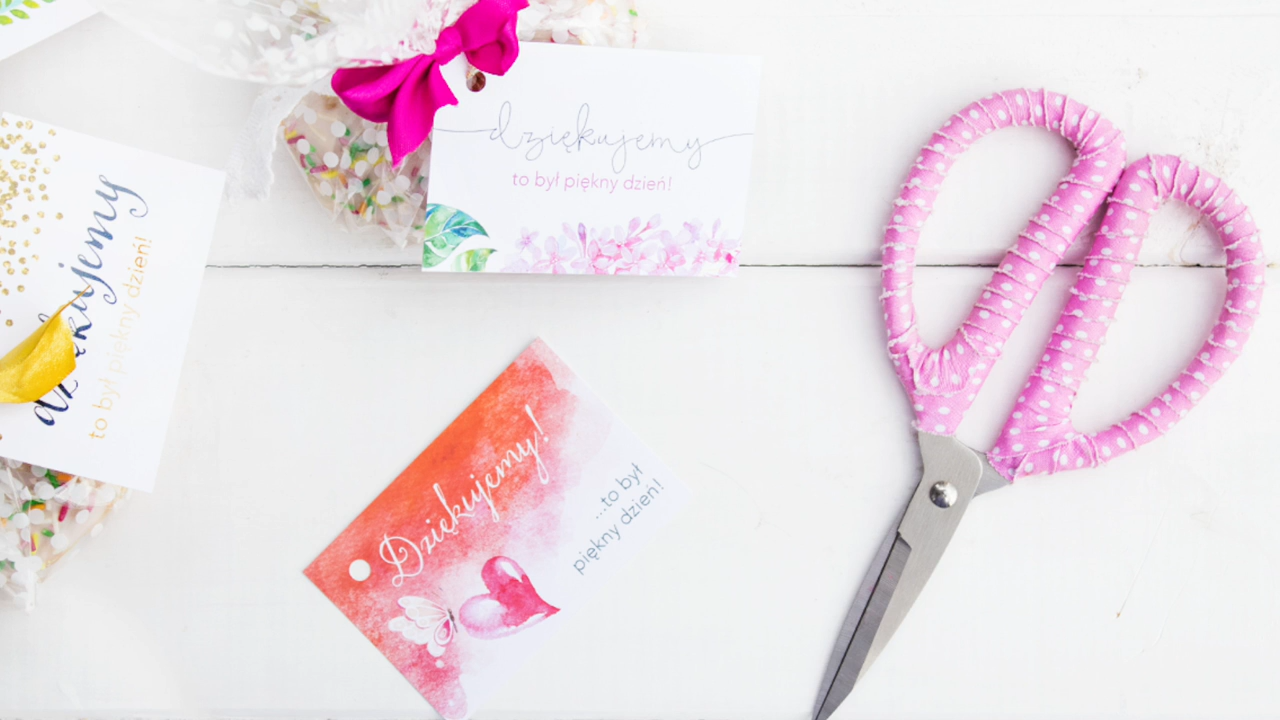 dziękujemy
to był piękny dzień!
dziękujemy
to był piękny dzień!
Dziękujemy!
...to był
piękny dzień!